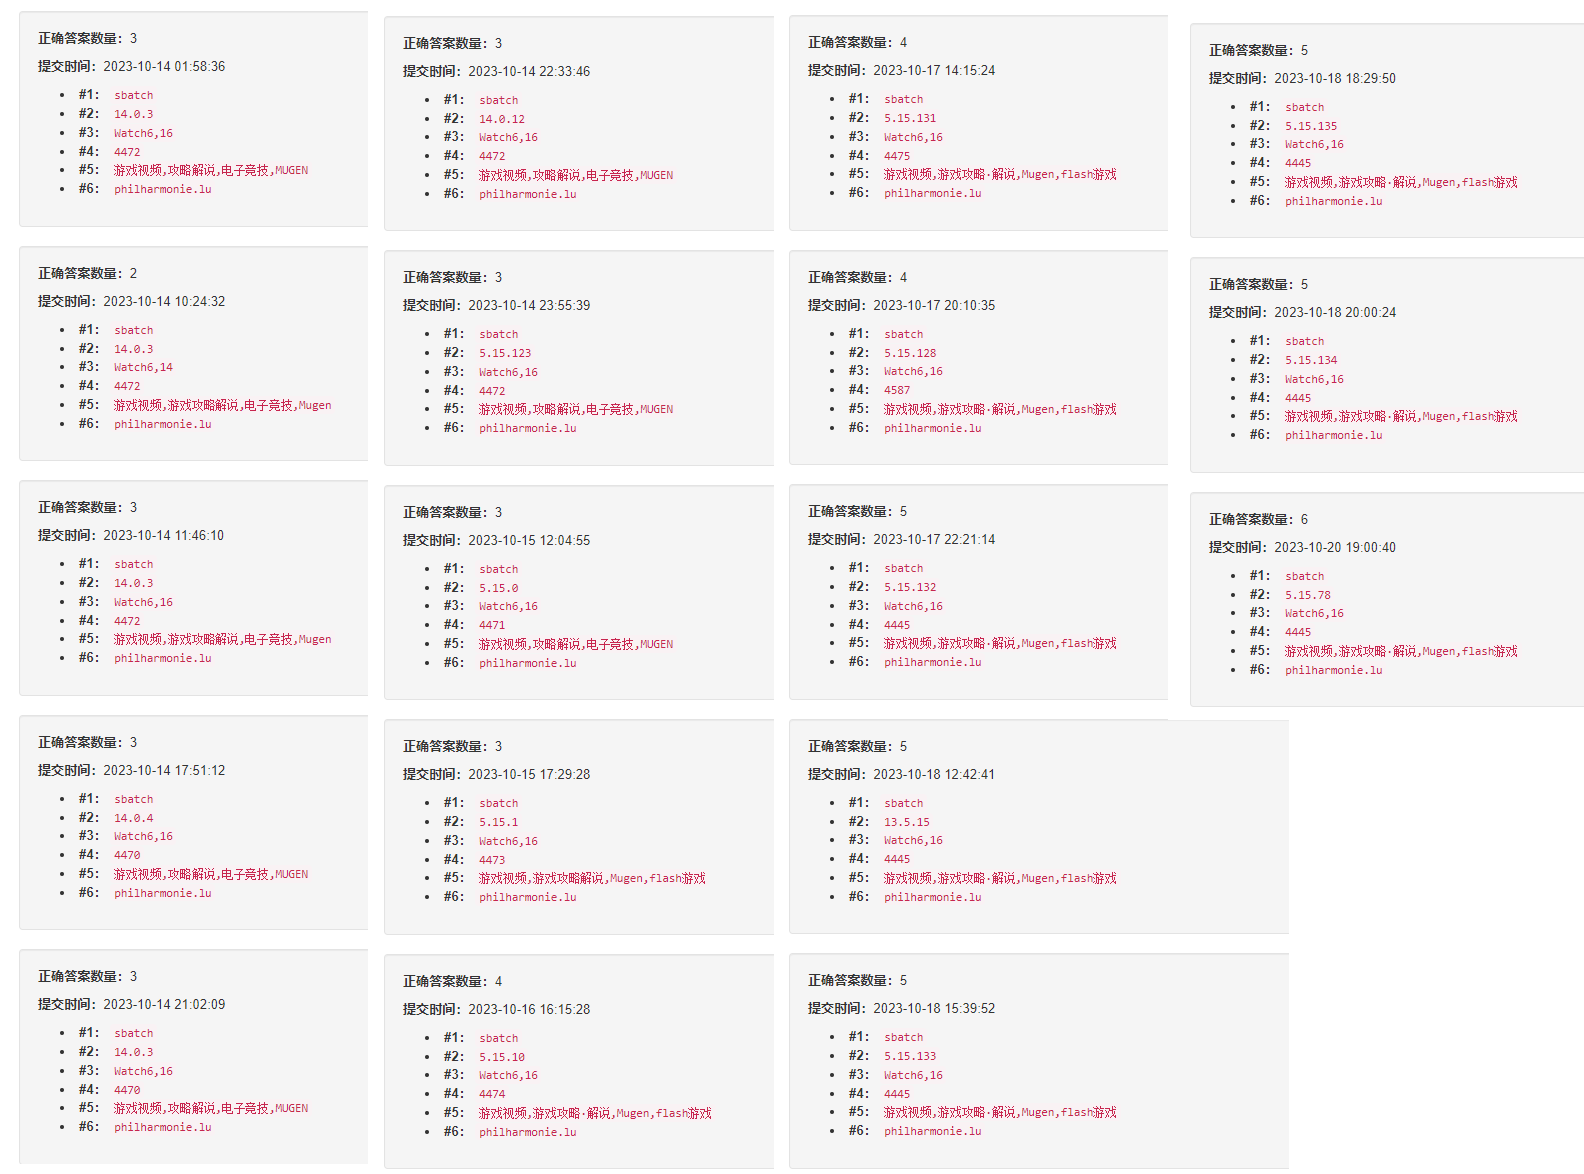 正确答案数量：3
提交时间：2023-10-14 01:58:36
#1: sbatch
#2: 14.0.3
#3: Watch6,16
#4: 4472
#5: 游戏视频,攻略解说,电子竞技,MUGEN
#6: philharmonie.lu
正确答案数量：2
提交时间：2023-10-14 10:24:32
#1: sbatch
#2: 14.0.3
#3: Watch6,14
#4: 4472
#5: 游戏视频,游戏攻略解说,电子竞技,Mugen
#6: philharmonie.lu
正确答案数量：3
提交时间：2023-10-14 11:46:10
#1: sbatch
#2: 14.0.3
#3: Watch6,16
#4: 4472
#5: 游戏视频,游戏攻略解说,电子竞技,Mugen
#6: philharmonie.lu
正确答案数量：3
提交时间：2023-10-14 17:51:12
#1: sbatch
#2: 14.0.4
#3: Watch6,16
#4: 4470
#5: 游戏视频,攻略解说,电子竞技,MUGEN
#6: philharmonie.lu
正确答案数量：3
提交时间：2023-10-14 21:02:09
#1: sbatch
#2: 14.0.3
#3: Watch6,16
#4: 4470
#5: 游戏视频,攻略解说,电子竞技,MUGEN
#6: philharmonie.lu
正确答案数量：3
提交时间：2023-10-14 22:33:46
#1: sbatch
#2: 14.0.12
#3: Watch6,16
#4: 4472
#5: 游戏视频,攻略解说,电子竞技,MUGEN
#6: philharmonie.lu
正确答案数量：3
提交时间：2023-10-14 23:55:39
#1: sbatch
#2: 5.15.123
#3: Watch6,16
#4: 4472
#5: 游戏视频,攻略解说,电子竞技,MUGEN
#6: philharmonie.lu
正确答案数量：3
提交时间：2023-10-15 12:04:55
#1: sbatch
#2: 5.15.0
#3: Watch6,16
#4: 4471
#5: 游戏视频,攻略解说,电子竞技,MUGEN
#6: philharmonie.lu
正确答案数量：3
提交时间：2023-10-15 17:29:28
#1: sbatch
#2: 5.15.1
#3: Watch6,16
#4: 4473
#5: 游戏视频,游戏攻略解说,Mugen,flash游戏
#6: philharmonie.lu
正确答案数量：4
提交时间：2023-10-16 16:15:28
#1: sbatch
#2: 5.15.10
#3: Watch6,16
#4: 4474
#5: 游戏视频,游戏攻略·解说,Mugen,flash游戏
#6: philharmonie.lu
正确答案数量：4
提交时间：2023-10-17 14:15:24
#1: sbatch
#2: 5.15.131
#3: Watch6,16
#4: 4475
#5: 游戏视频,游戏攻略·解说,Mugen,flash游戏
#6: philharmonie.lu
正确答案数量：4
提交时间：2023-10-17 20:10:35
#1: sbatch
#2: 5.15.128
#3: Watch6,16
#4: 4587
#5: 游戏视频,游戏攻略·解说,Mugen,flash游戏
#6: philharmonie.lu
正确答案数量：5
提交时间：2023-10-17 22:21:14
#1: sbatch
#2: 5.15.132
#3: Watch6,16
#4: 4445
#5: 游戏视频,游戏攻略·解说,Mugen,flash游戏
#6: philharmonie.lu
正确答案数量：5
提交时间：2023-10-18 12:42:41
#1: sbatch
#2: 13.5.15
#3: Watch6,16
#4: 4445
#5: 游戏视频,游戏攻略·解说,Mugen,flash游戏
#6: philharmonie.lu
正确答案数量：5
提交时间：2023-10-18 15:39:52
#1: sbatch
#2: 5.15.133
#3: Watch6,16
#4: 4445
#5: 游戏视频,游戏攻略·解说,Mugen,flash游戏
#6: philharmonie.lu
正确答案数量：5
提交时间：2023-10-18 18:29:50
#1: sbatch
#2: 5.15.135
#3: Watch6,16
#4: 4445
#5: 游戏视频,游戏攻略·解说,Mugen,flash游戏
#6: philharmonie.lu
正确答案数量：5
提交时间：2023-10-18 20:00:24
#1: sbatch
#2: 5.15.134
#3: Watch6,16
#4: 4445
#5: 游戏视频,游戏攻略·解说,Mugen,flash游戏
#6: philharmonie.lu
正确答案数量：6
提交时间：2023-10-20 19:00:40
#1: sbatch
#2: 5.15.78
#3: Watch6,16
#4: 4445
#5: 游戏视频,游戏攻略·解说,Mugen,flash游戏
#6: philharmonie.lu